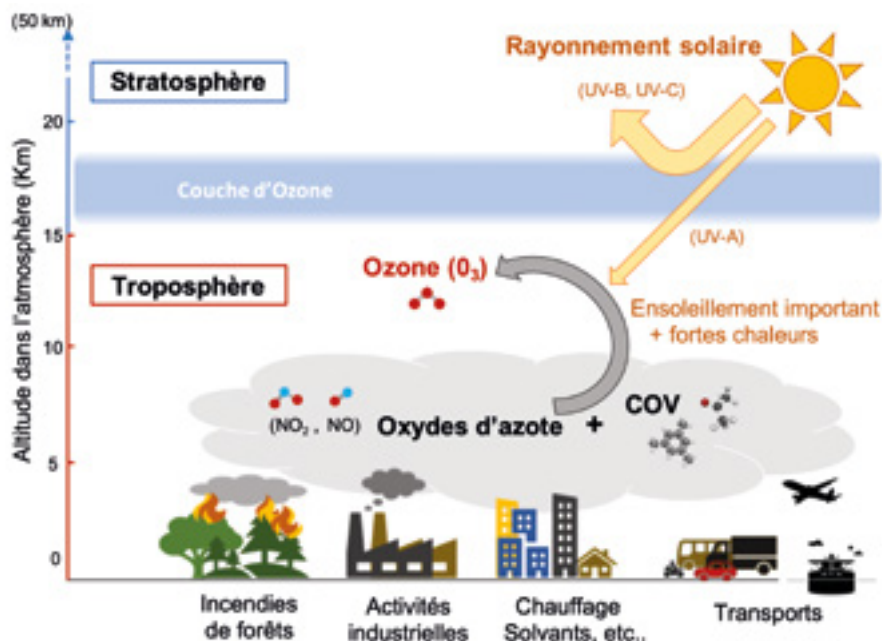 (50 km)
Rayonnement solaire
Stratosphère
(UV-B, UV-C)
20
Couche d'Ozone
15
(UV-A)
Ozone (0₃)
Troposphère
Ensoleillement important
+ fortes chaleurs
10
COV
Oxydes d'azote +
(NO₂, NO)
5
0
Altitude dans l'atmosphère (Km)
Incendies
de forêts
Activités
industrielles
Chauffage
Solvants, etc..
Transports